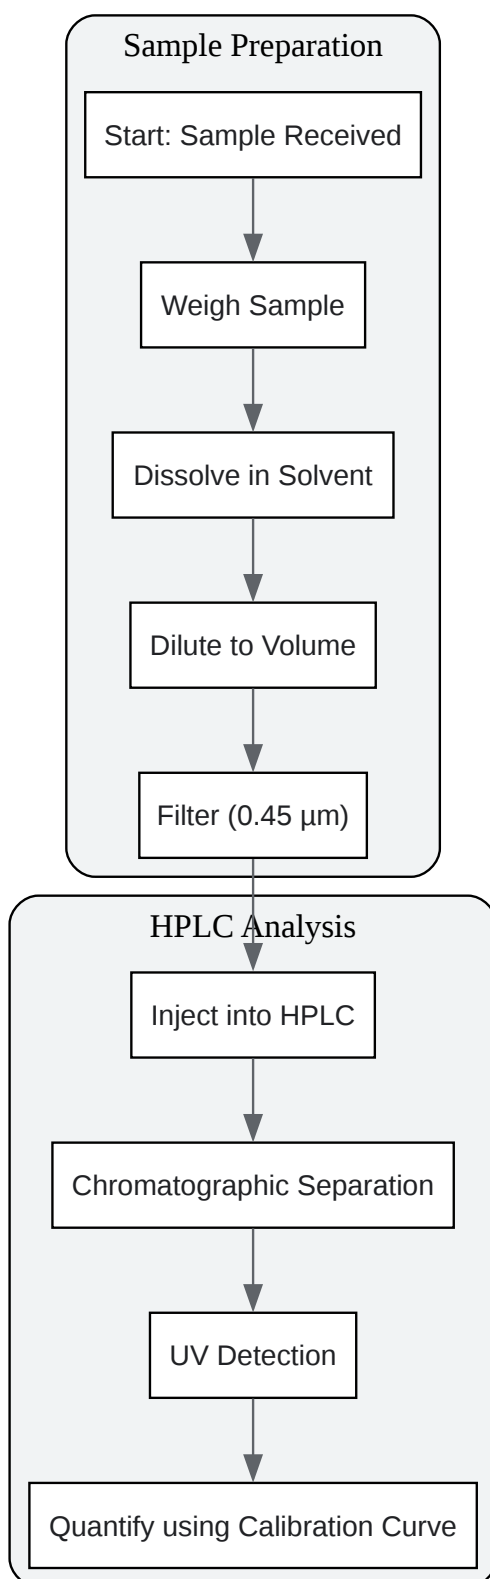 Sample Preparation
Start: Sample Received
Weigh Sample
Dissolve in Solvent
Dilute to Volume
Filter (0.45 µm)
HPLC Analysis
Inject into HPLC
Chromatographic Separation
UV Detection
Quantify using Calibration Curve